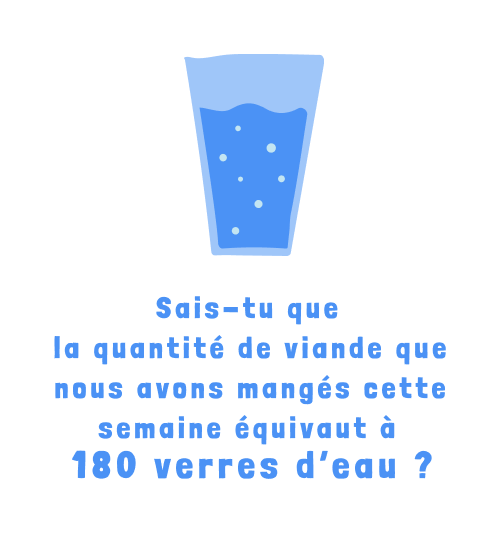 Sais-tu que
la quantité de viande que
nous avons mangés cette
semaine équivaut à
180 verres d'eau ?